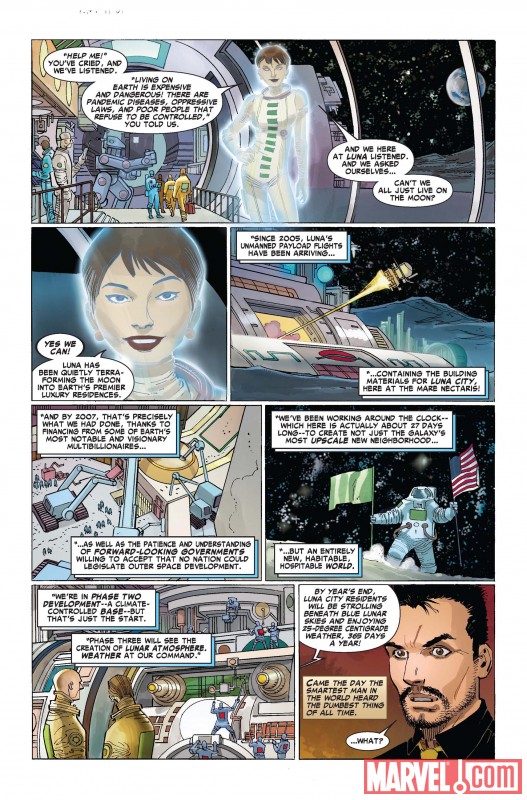 "HELP ME!"
YOU'VE CRIED, AND
WE'VE LISTENED.
"LIVING ON
EARTH IS EXPENSIVE
AND DANGEROUS! THERE ARE
PANDEMIC DISEASES, OPPRESSIVE
LAWS, AND POOR PEOPLE THAT
REFUSE TO BE CONTROLLED,"
YOU TOLD US.
AND WE HERE
AT LUNA LISTENED.
AND WE ASKED
OURSELVES...
CAN'T WE
ALL JUST LIVE ON
THE MOON?
YES WE
CAN!
LUNA HAS
BEEN QUIETLY TERRA-
FORMING THE MOON
INTO EARTH'S PREMIER
LUXURY RESIDENCES.
"SINCE 2005, LUNA'S
UNMANNED PAYLOAD FLIGHTS
HAVE BEEN ARRIVING...
"...CONTAINING THE BUILDING
MATERIALS FOR LUNA CITY,
HERE AT THE MARE NECTARIS!
"AND BY 2007, THAT'S PRECISELY
WHAT WE HAD DONE, THANKS TO
FINANCING FROM SOME OF EARTH'S
MOST NOTABLE AND VISIONARY
MULTIBILLIONAIRES...
"...AS WELL AS THE PATIENCE AND UNDERSTANDING
OF FORWARD-LOOKING GOVERNMENTS
WILLING TO ACCEPT THAT NO NATION COULD
LEGISLATE OUTER SPACE DEVELOPMENT.
"WE'VE BEEN WORKING AROUND THE CLOCK--
WHICH HERE IS ACTUALLY ABOUT 27 DAYS
LONG--TO CREATE NOT JUST THE GALAXY'S
MOST UPSCALE NEW NEIGHBORHOOD...
"...BUT AN ENTIRELY
NEW, HABITABLE,
HOSPITABLE WORLD.
"WE'RE IN PHASE TWO
DEVELOPMENT--A CLIMATE-
CONTROLLED BASE--BUT
THAT'S JUST THE START.
"PHASE THREE WILL SEE THE
CREATION OF LUNAR ATMOSPHERE.
WEATHER AT OUR COMMAND."
BY YEAR'S END,
LUNA CITY RESIDENTS
WILL BE STROLLING
BENEATH BLUE LUNAR
SKIES AND ENJOYING
25-DEGREE CENTIGRADE
WEATHER, 365 DAYS
A YEAR!
CAME THE DAY THE
SMARTEST MAN IN
THE WORLD HEARD
THE DUMBEST THING
OF ALL TIME.
...WHAT?
MARVEL.com